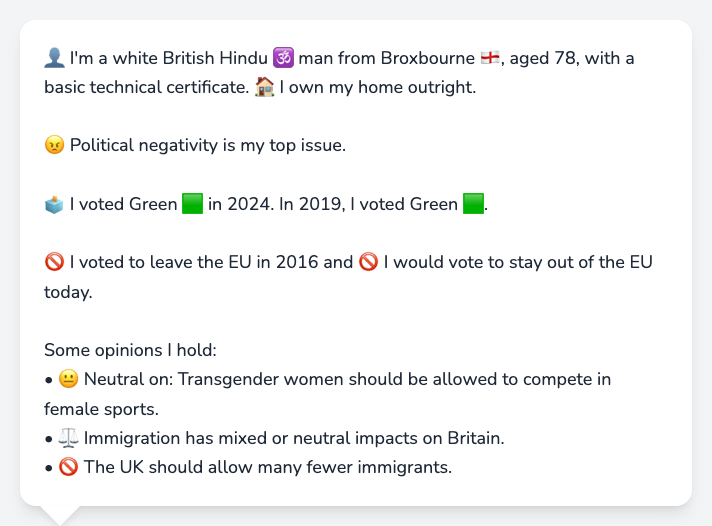 👤 I'm a white British Hindu 🕉️ man from Broxbourne 🏴󠁧󠁢󠁥󠁮󠁧󠁿, aged 78, with a
basic technical certificate. 🏠 I own my home outright.
😠 Political negativity is my top issue.
🗳️ I voted Green 🟩 in 2024. In 2019, I voted Green 🟩.
🚫 I voted to leave the EU in 2016 and 🚫 I would vote to stay out of the EU
today.
Some opinions I hold:
• 😐 Neutral on: Transgender women should be allowed to compete in
female sports.
• ⚖️ Immigration has mixed or neutral impacts on Britain.
• 🚫 The UK should allow many fewer immigrants.